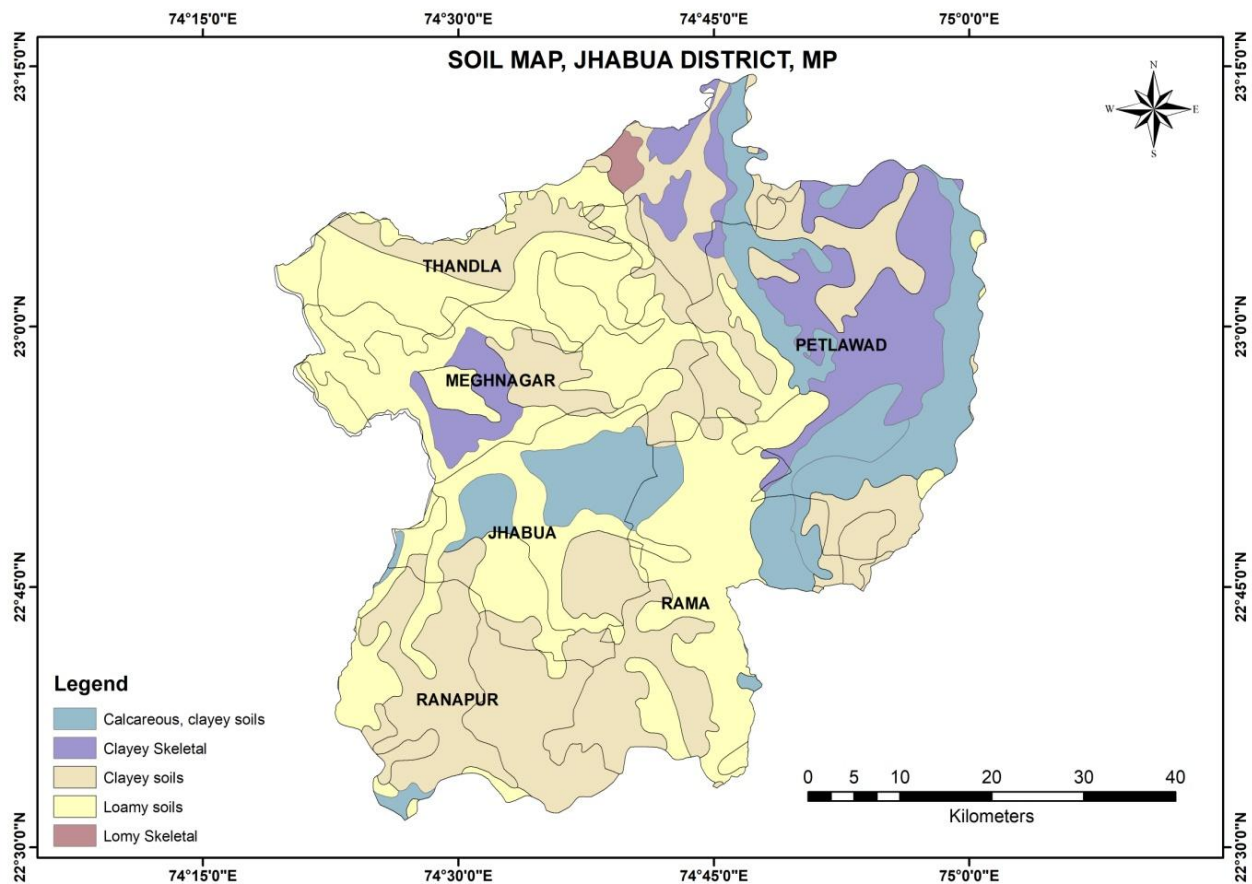 74°15'0"E 74°30'0"E 74°45'0"E 75°0'0"E
SOIL MAP, JHABUA DISTRICT, MP
23°15'0"N 23°15'0"N
N
W E
S
THANDLA
23°0'0"N 23°0'0"N
PETLAWAD
MEGHNAGAR
JHABUA
22°45'0"N 22°45'0"N
RAMA
RANAPUR
Legend
Calcareous, clayey soils
Clayey Skeletal
Clayey soils
Loamy soils
Lomy Skeletal
0 5 10 20 30 40
Kilometers
22°30'0"N 22°30'0"N
74°15'0"E 74°30'0"E 74°45'0"E 75°0'0"E